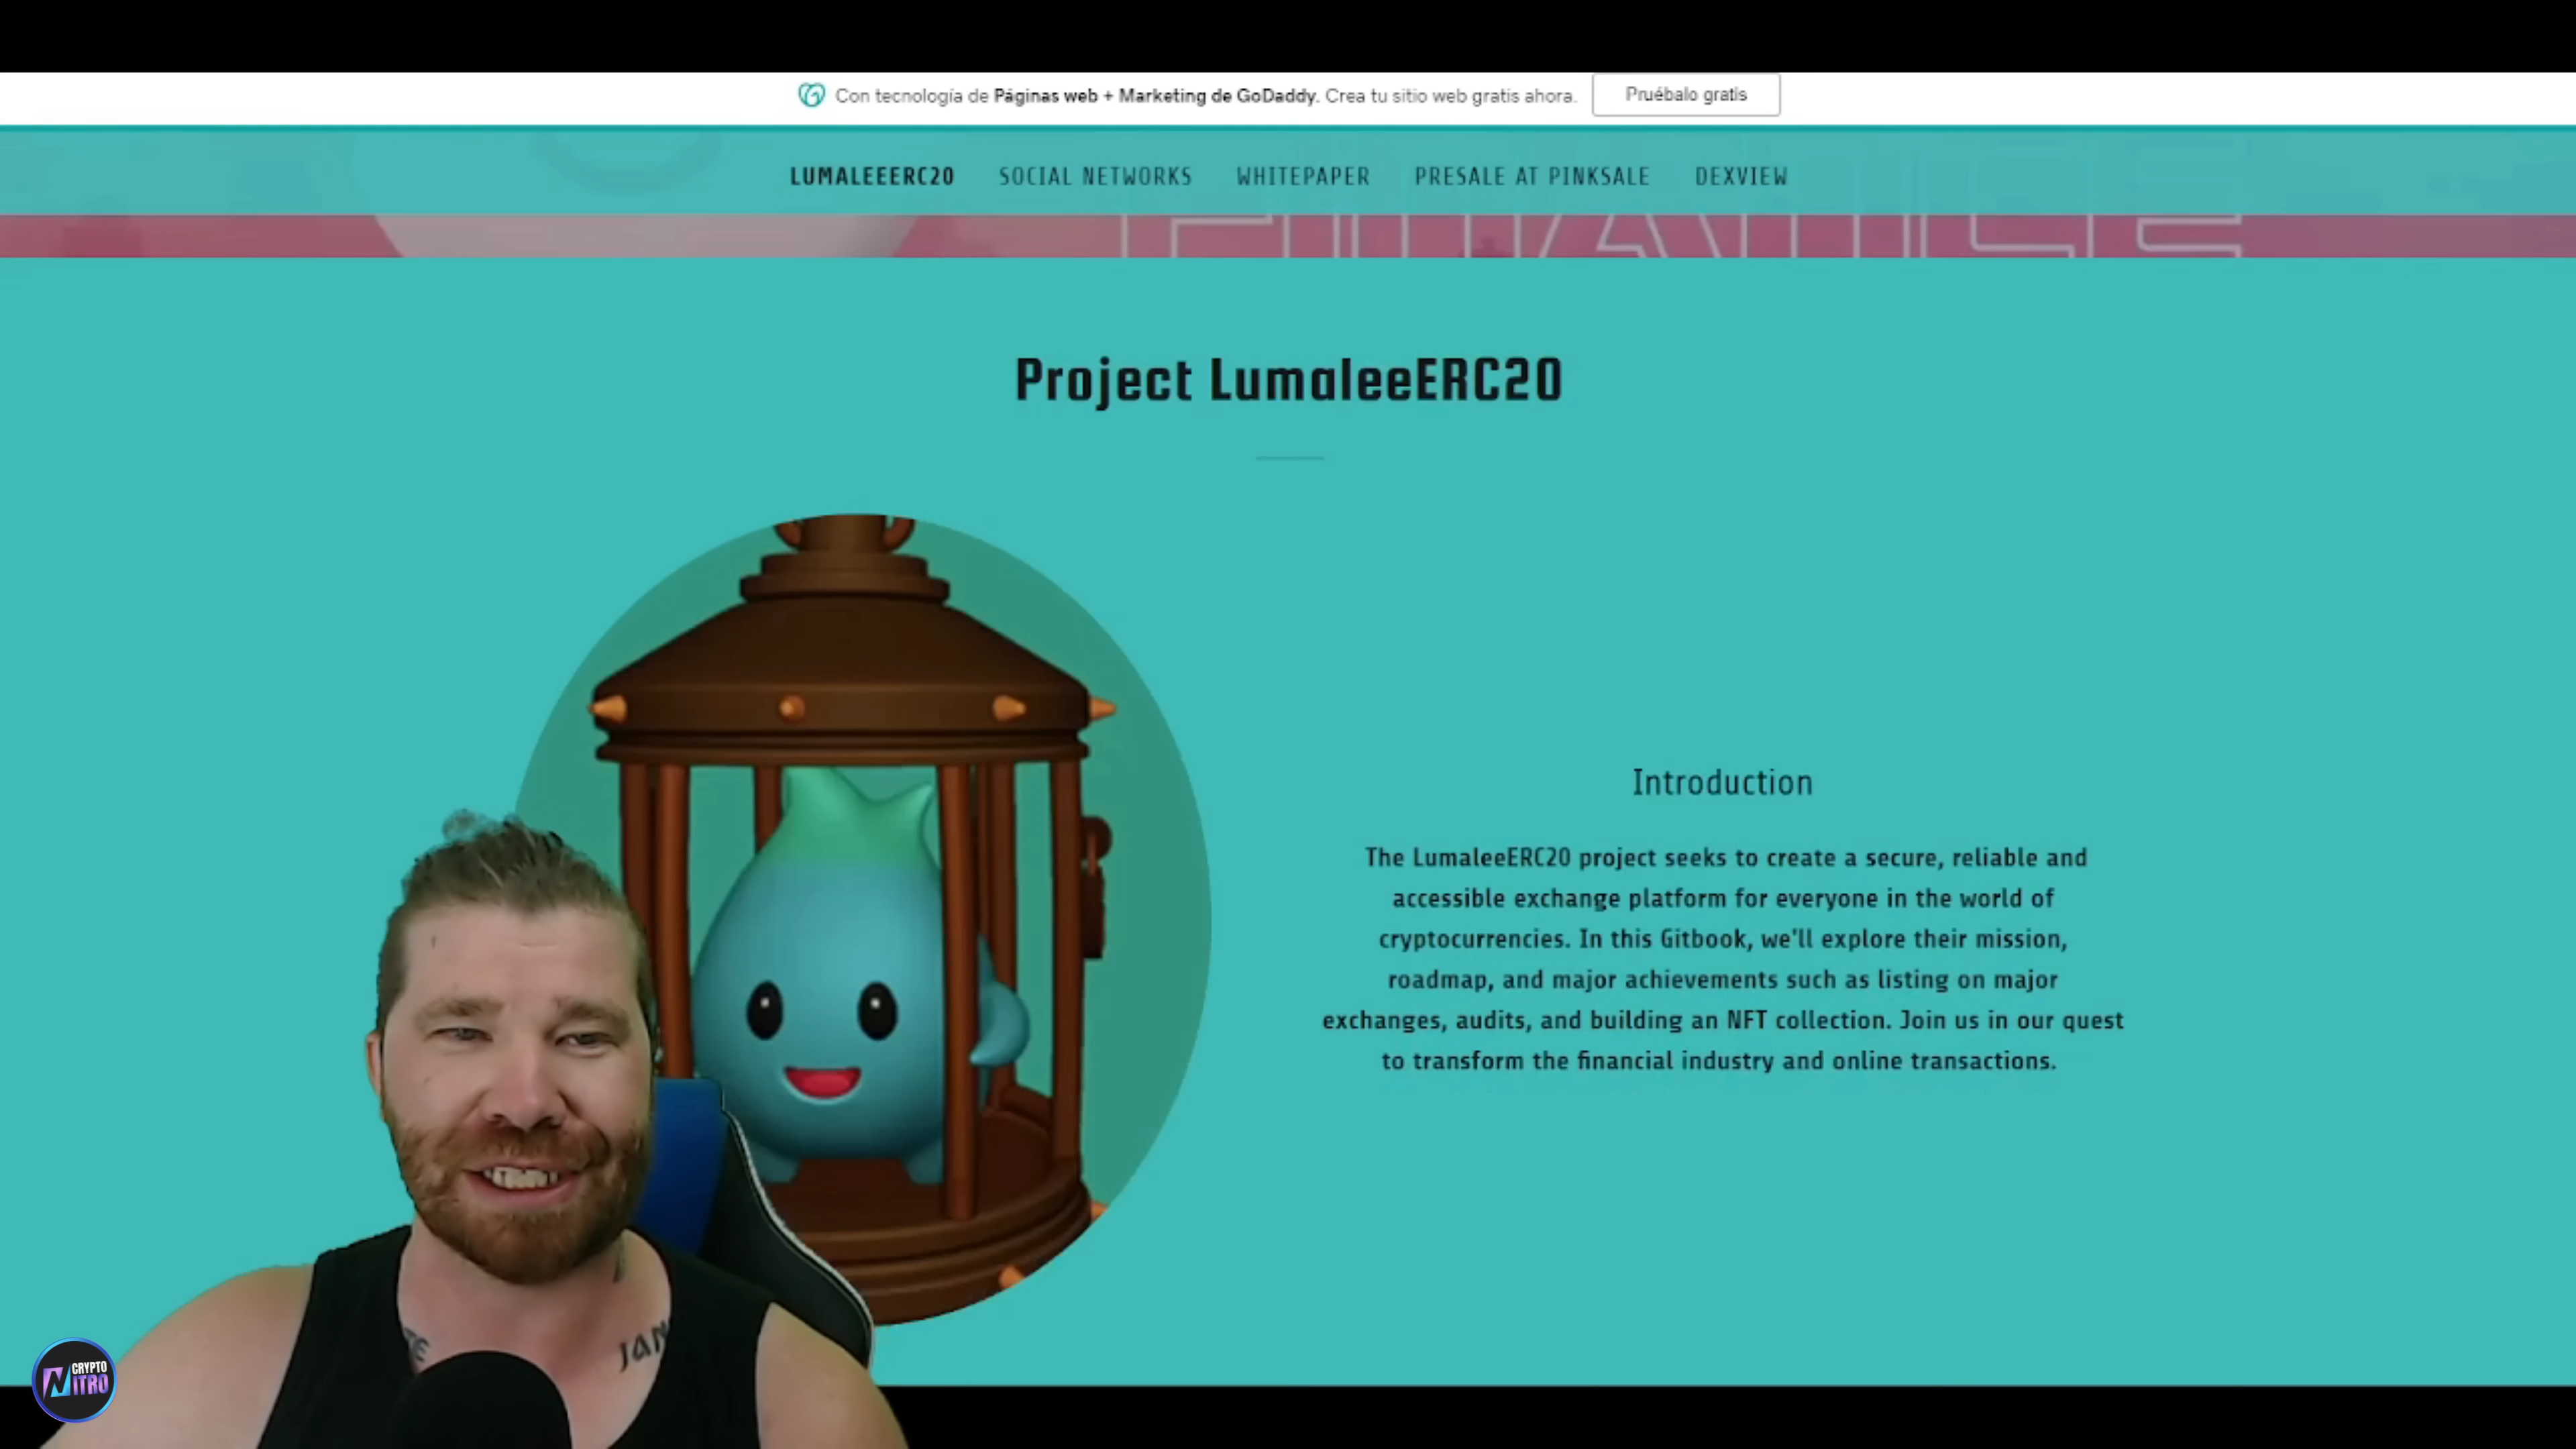 Con tecnología de Páginas web + Marketing de GoDaddy. Crea tu sitio web gratis ahora.
Pruébalo gratis
LUMALEEERC20 SOCIAL NETWORKS WHITEPAPER PRESALE AT PINKSALE DEXVIEW
FINANCE
Project LumaleeERC20
Introduction
The LumaleeERC20 project seeks to create a secure, reliable and
accessible exchange platform for everyone in the world of
cryptocurrencies. In this Gitbook, we'll explore their mission,
roadmap, and major achievements such as listing on major
exchanges, audits, and building an NFT collection. Join us in our quest
to transform the financial industry and online transactions.
JAN
CRYPTO
NITRO